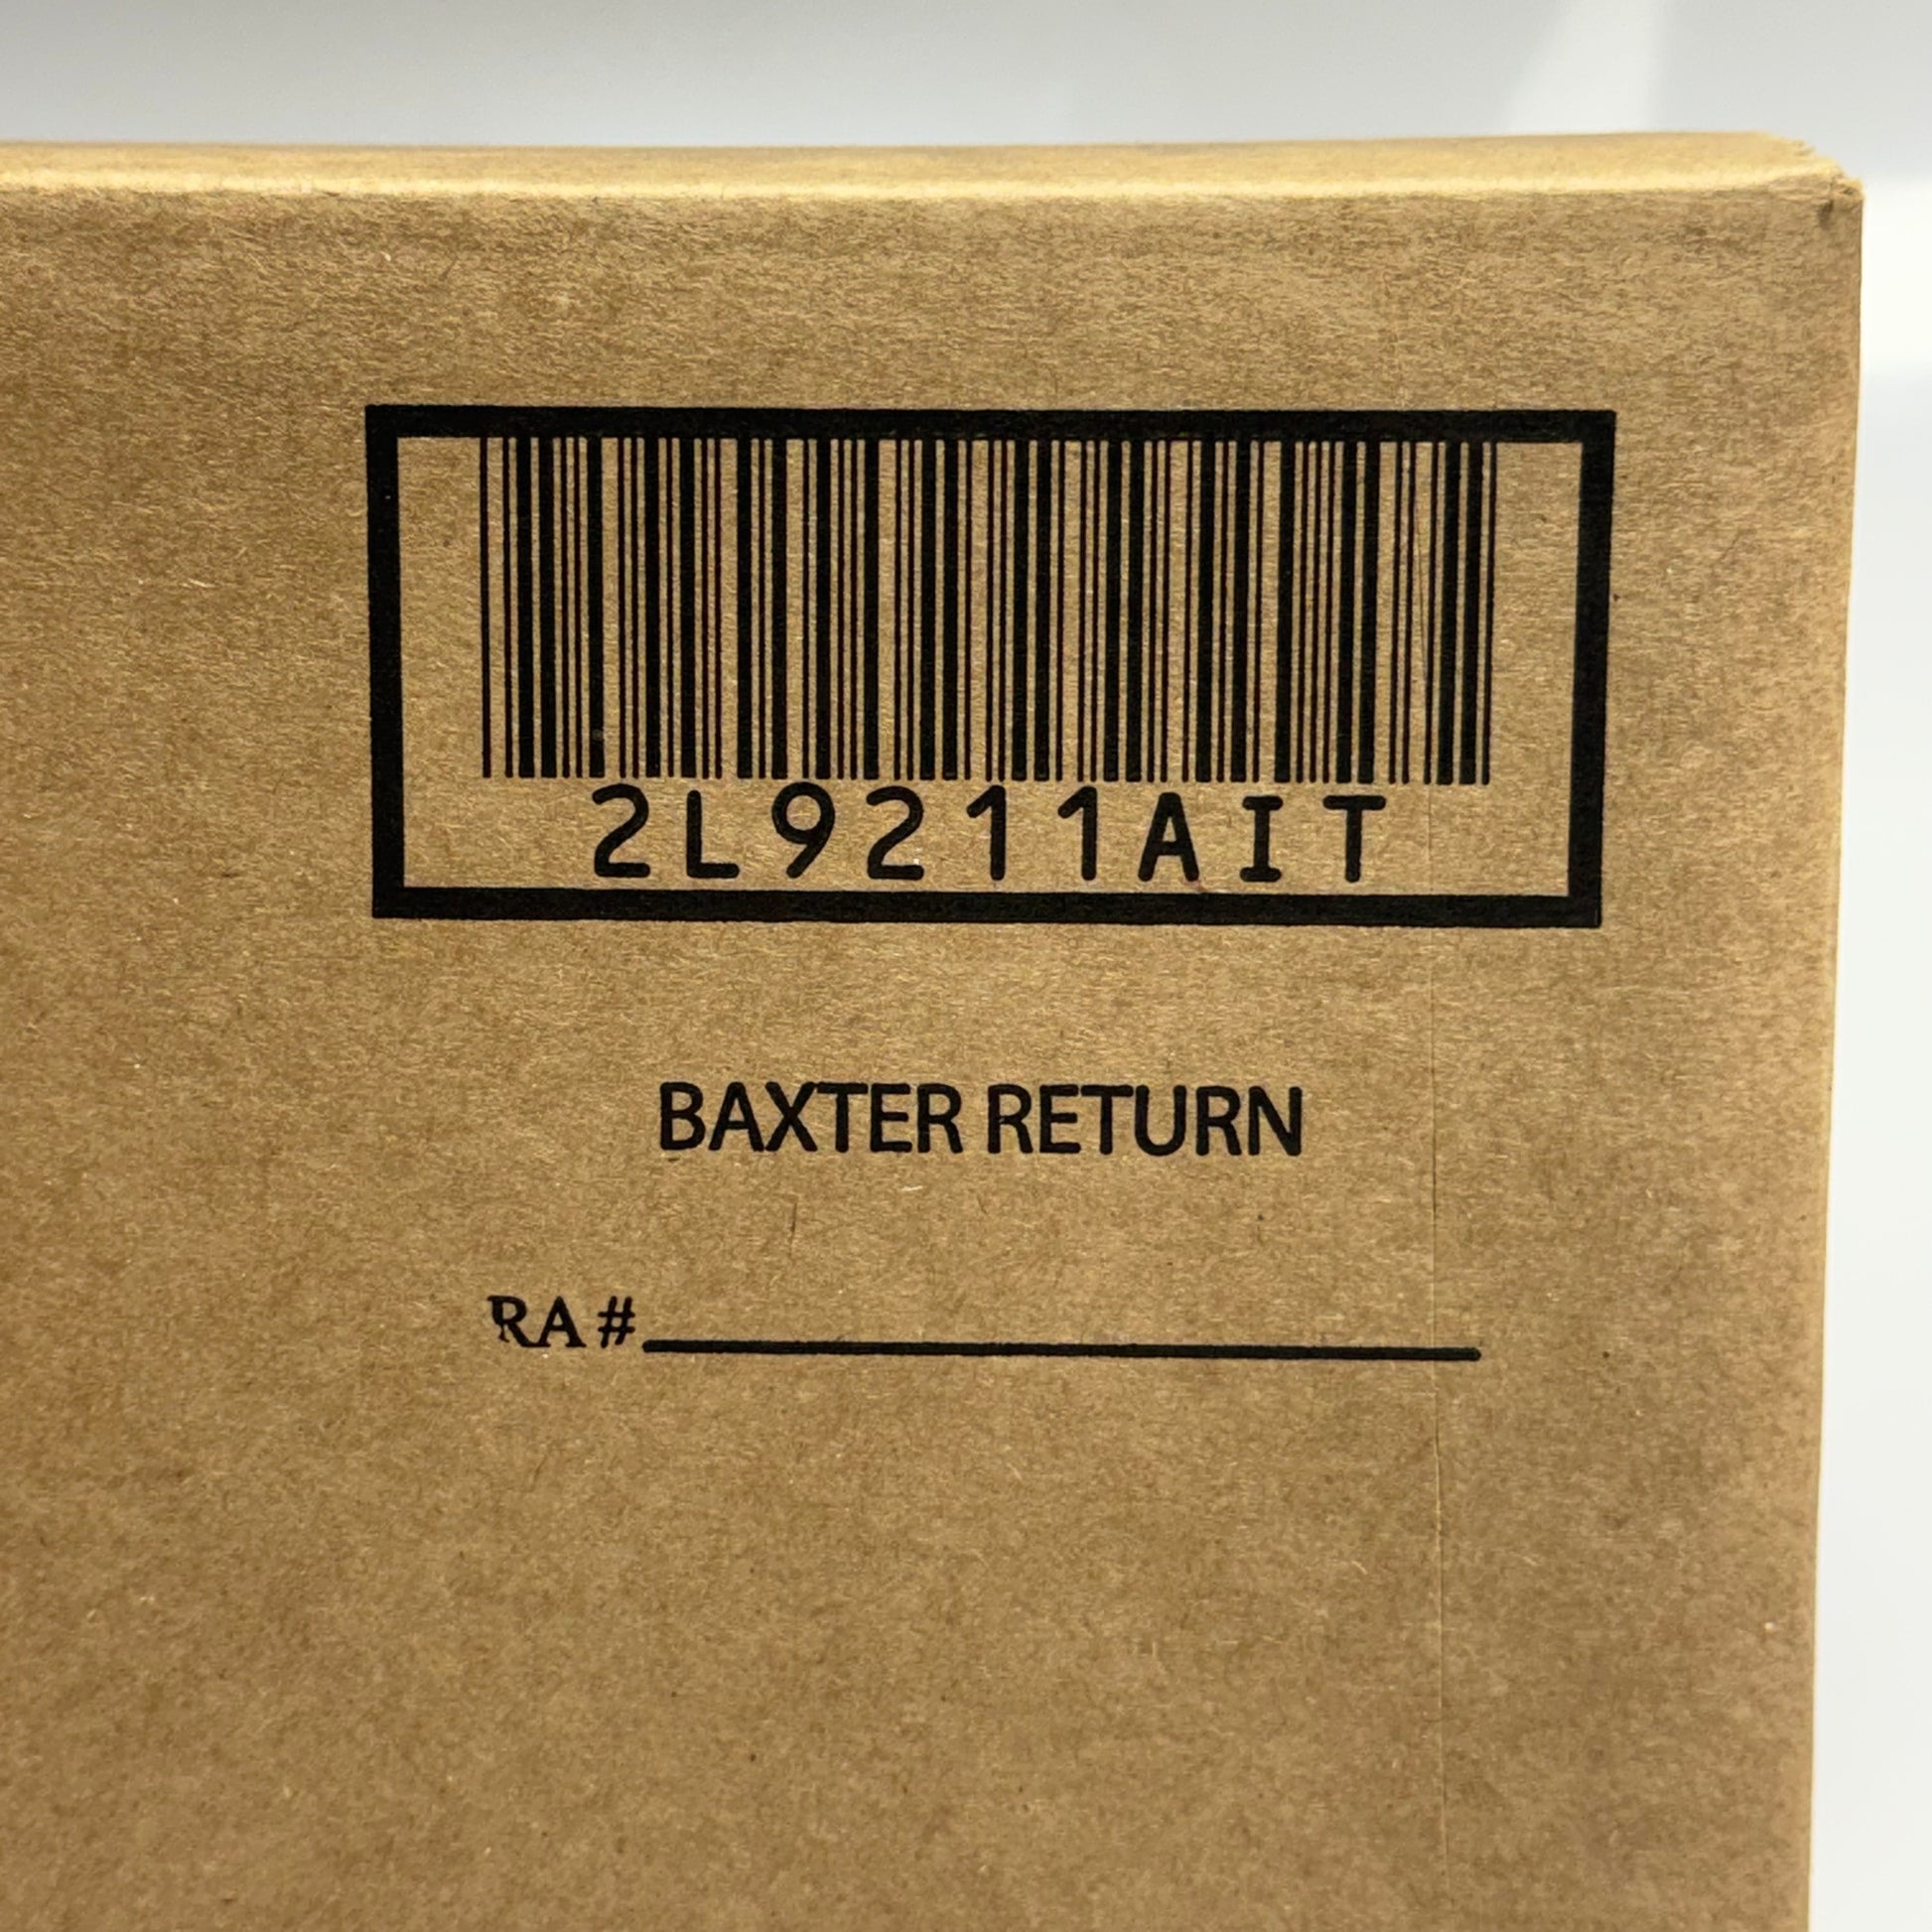 2L9211AIT
BAXTER RETURN
RA #